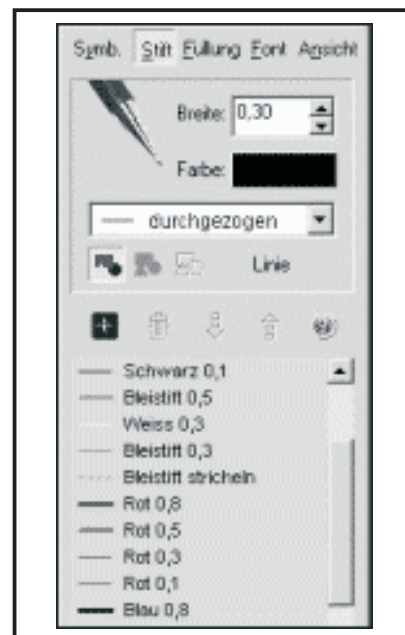 Symb. Stift Füllung Font Ansicht
Breite: 0,30
Farbe:
durchgezogen
Linie
Schwarz 0,1
Bleistift 0,5
Weiss 0,3
Bleistift 0,3
Bleistift stricheln
Rot 0,8
Rot 0,5
Rot 0,3
Rot 0,1
Blau 0,8